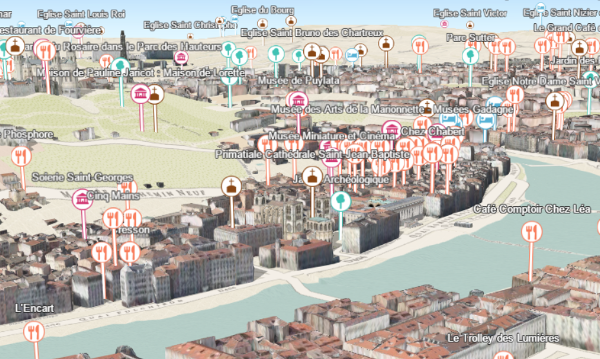 Eglise Saint Louis Roi
Eglise du Bourg
Eglise Saint Christophe
Eglise Saint Victor
Eglise Saint Nizier
Restaurant de Fourvière
Eglise Saint Bruno des Chartreux
Parc Sutter
Le Grand Café
Rosaire dans le Parc des Hauteurs
Jardin des
Maison de Pauline Jaricot
Maison de Lorette
Musée de Puylata
Eglise Notre Dame Saint
Musée des Arts de la Marionnette
Musées Gadagne
Phosphore
Musée Miniature et Cinéma
Chez Chabert
Primatiale Cathédrale Saint Jean Baptiste
Soierie Saint-Georges
Archéologique
Cinq Mains
Café Comptoir Chez Léa
Tesson
L'Encart
Le Trolley des Lumières